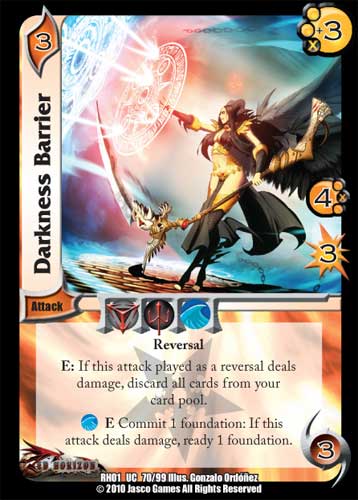 3
+3
Darkness Barrier
4
3
Attack
Reversal
E: If this attack played as a reversal deals
damage, discard all cards from your
card pool.
E Commit 1 foundation: If this
attack deals damage, ready 1 foundation.
3
RED HORIZON
RH01 UC 70/99 Illus. Gonzalo Ordóñez
© 2010 Jasco Games All Rights Reserved